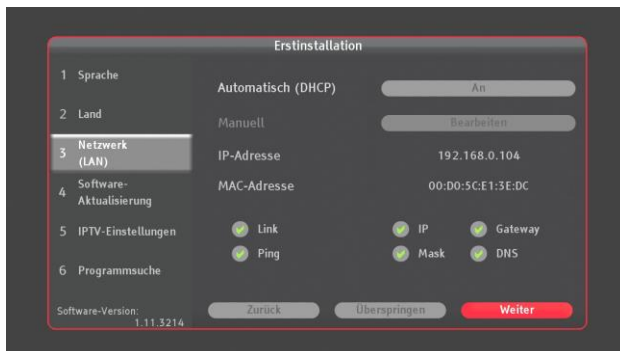 Erstinstallation
1 Sprache
2 Land
3 Netzwerk
(LAN)
4 Software-
Aktualisierung
5 IPTV-Einstellungen
6 Programmsuche
Software-Version:
1.11.3214
Automatisch (DHCP) An
Manuell Bearbeiten
IP-Adresse 192.168.0.104
MAC-Adresse 00:D0:5C:E1:3E:DC
Link IP Gateway
Ping Mask DNS
Zurück Überspringen Weiter